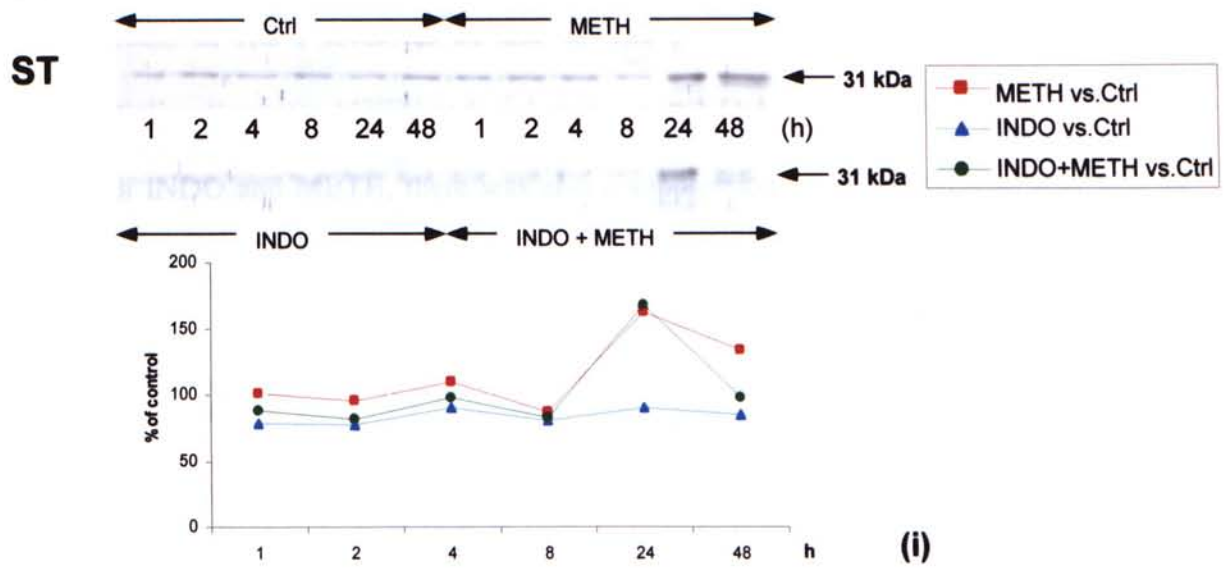 Ctrl METH
ST
31 kDa
1 2 4 8 24 48 1 2 4 8 24 48 (h)
31 kDa
INDO INDO + METH
METH vs.Ctrl
INDO vs.Ctrl
INDO+METH vs.Ctrl
200
150
100
50
0
% of control
1 2 4 8 24 48 h
(i)